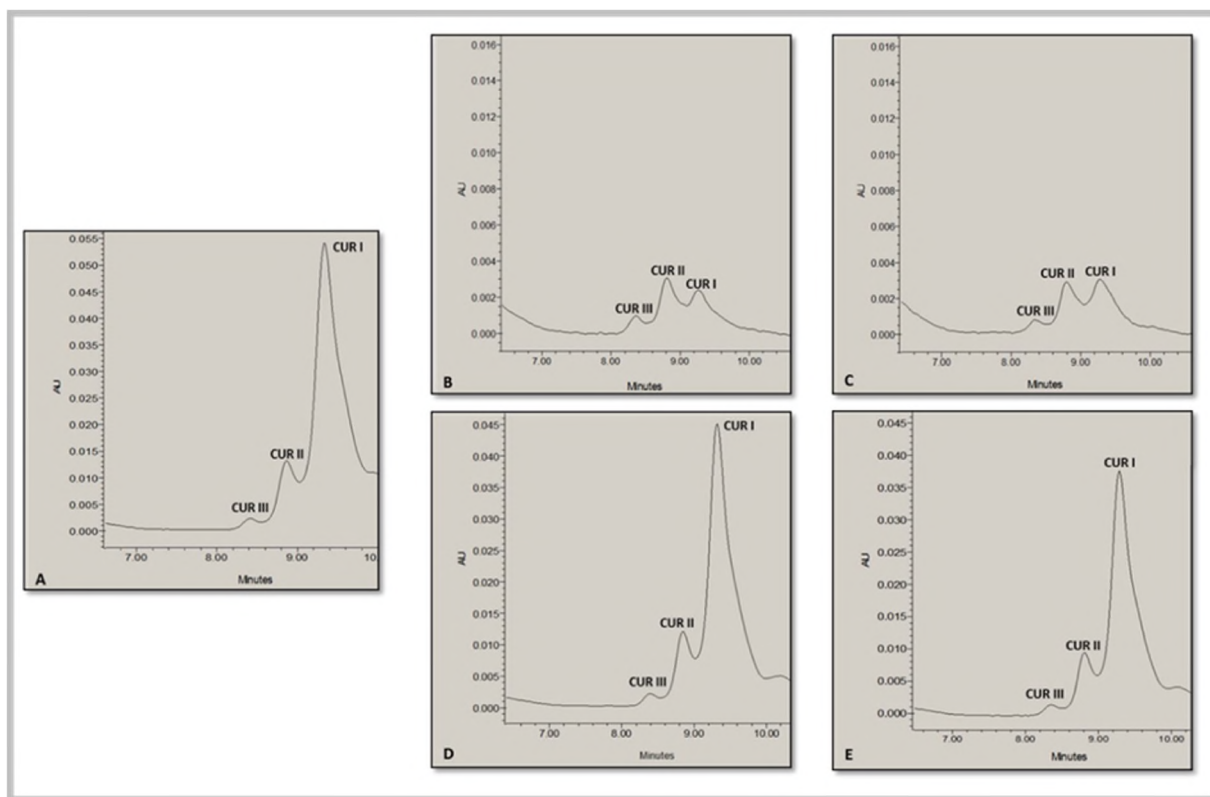 0.055
0.050
0.045
0.040
0.035
0.030
0.025
0.020
0.015
0.010
0.005
0.000
AU
CUR I
CUR II
CUR III
7.00 8.00 9.00 10.
Minutes
A
0.016
0.014
0.012
0.010
0.008
0.006
0.004
0.002
0.000
AU
CUR II
CUR I
CUR III
7.00 8.00 9.00 10.00
Minutes
B
0.016
0.014
0.012
0.010
0.008
0.006
0.004
0.002
0.000
AU
CUR II CUR I
CUR III
7.00 8.00 9.00 10.00
Minutes
C
0.045
0.040
0.035
0.030
0.025
0.020
0.015
0.010
0.005
0.000
AU
CUR I
CUR II
CUR III
7.00 8.00 9.00 10.00
Minutes
D
0.045
0.040
0.035
0.030
0.025
0.020
0.015
0.010
0.005
0.000
AU
CUR I
CUR II
CUR III
7.00 8.00 9.00 10.00
Minutes
E